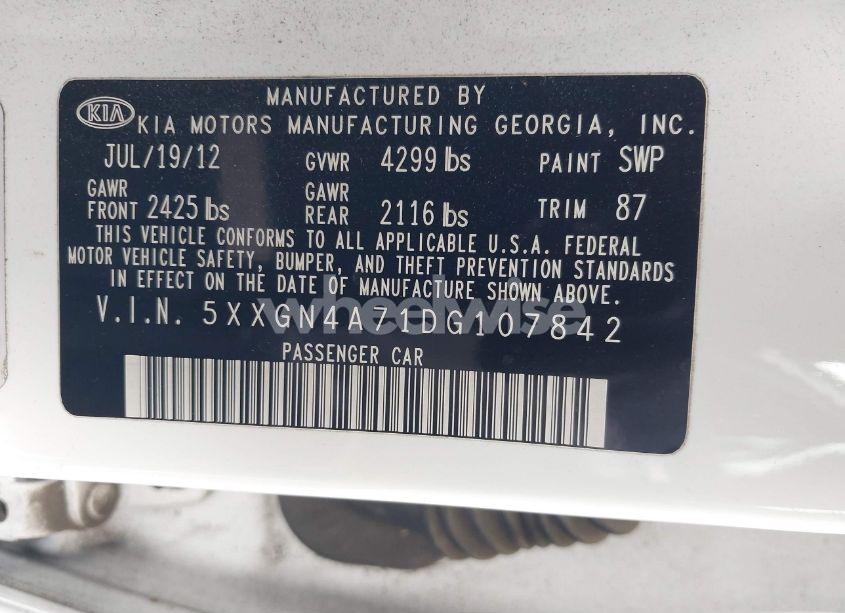 MANUFACTURED BY
KIA KIA MOTORS MANUFACTURING GEORGIA, INC.
JUL/19/12 GVWR 4299 lbs PAINT SWP
GAWR FRONT 2425 lbs GAWR REAR 2116 lbs TRIM 87
THIS VEHICLE CONFORMS TO ALL APPLICABLE U.S.A. FEDERAL
MOTOR VEHICLE SAFETY, BUMPER, AND THEFT PREVENTION STANDARDS
IN EFFECT ON THE DATE OF MANUFACTURE SHOWN ABOVE.
V.I.N. 5XXGN4A71DG107842
wheelwise
PASSENGER CAR